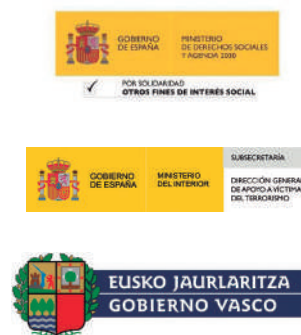 GOBIERNO DE ESPAÑA
MINISTERIO DE DERECHOS SOCIALES Y AGENDA 2030
POR SOLIDARIDAD
OTROS FINES DE INTERÉS SOCIAL
GOBIERNO DE ESPAÑA
MINISTERIO DEL INTERIOR
SUBSECRETARÍA
DIRECCIÓN GENERAL
DE APOYO A VÍCTIMA
DEL TERRORISMO
EUSKO JAURLARITZA
GOBIERNO VASCO